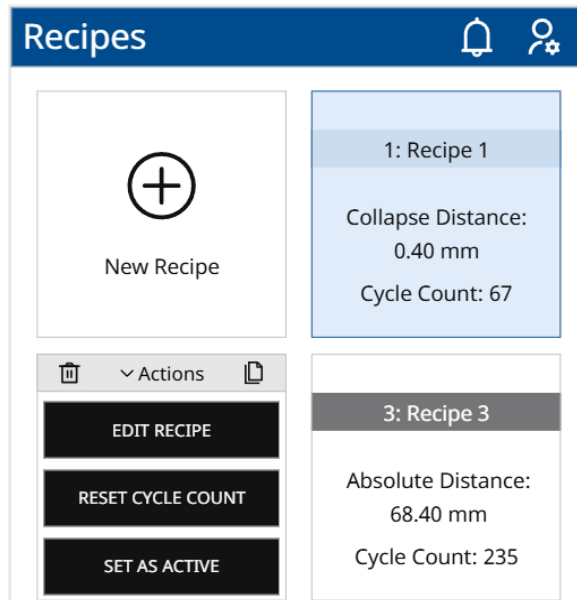 Recipes
New Recipe
1: Recipe 1
Collapse Distance:
0.40 mm
Cycle Count: 67
Actions
EDIT RECIPE
RESET CYCLE COUNT
SET AS ACTIVE
3: Recipe 3
Absolute Distance:
68.40 mm
Cycle Count: 235